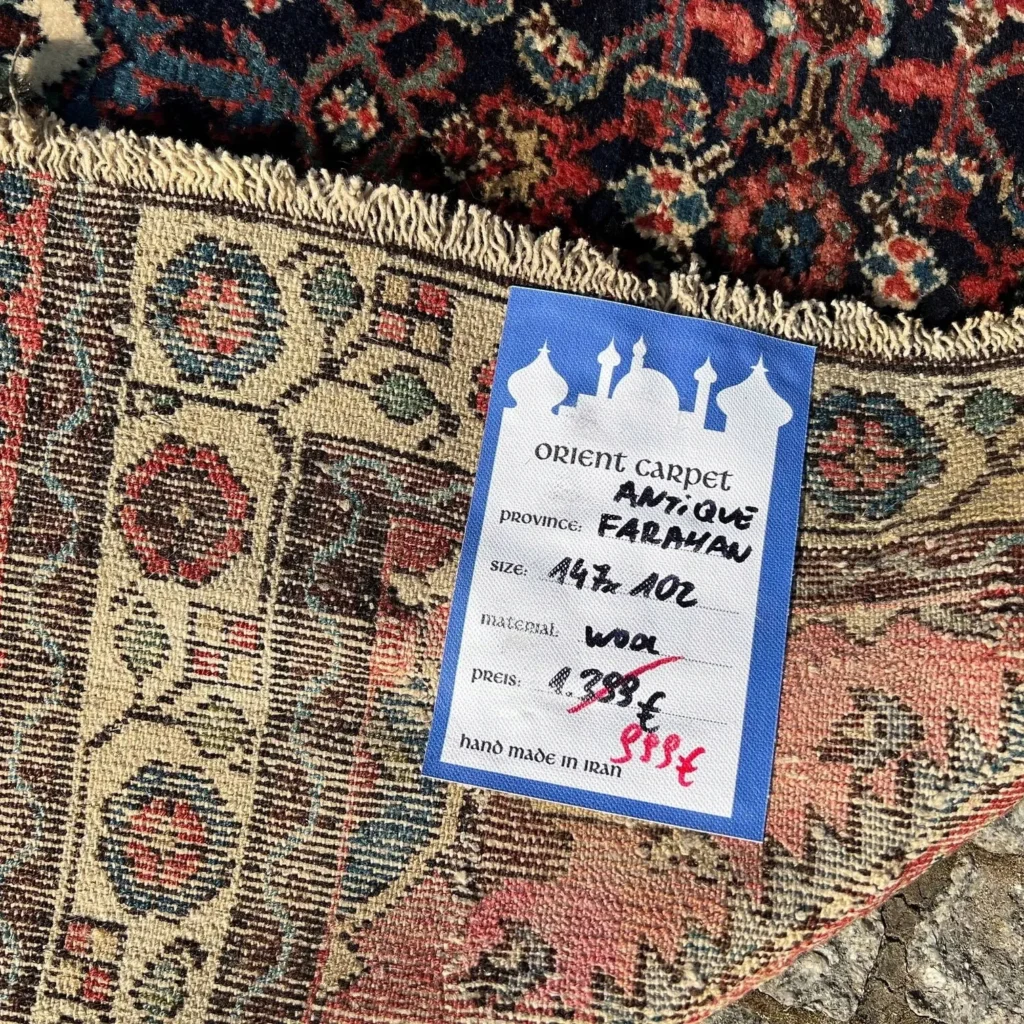 ORIENT CARPET
ANTIQUE
PROVINCE: FARAHAN
SIZE: 147x 102
MATERIAL: WOOL
PREIS: 1.399 €
999€
HAND MADE IN IRAN